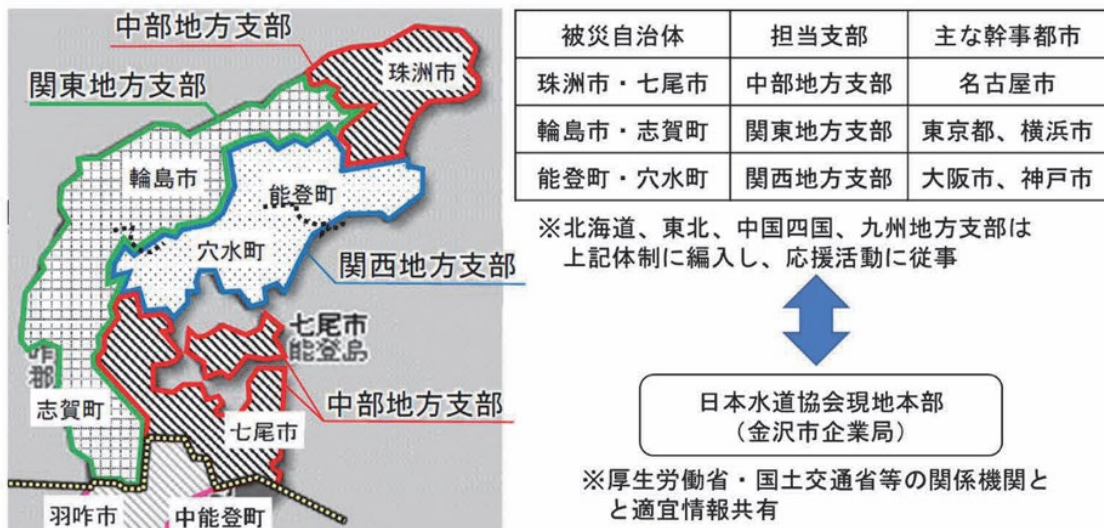 中部地方支部
関東地方支部
珠洲市
輪島市
能登町
穴水町
関西地方支部
七尾市
能登島
咋郡
志賀町
中部地方支部
七尾市
羽咋市
中能登町
被災自治体 担当支部 主な幹事都市
珠洲市・七尾市 中部地方支部 名古屋市
輪島市・志賀町 関東地方支部 東京都、横浜市
能登町・穴水町 関西地方支部 大阪市、神戸市
※北海道、東北、中国四国、九州地方支部は
上記体制に編入し、応援活動に従事
日本水道協会現地本部
（金沢市企業局）
※厚生労働省・国土交通省等の関係機関と
と適宜情報共有